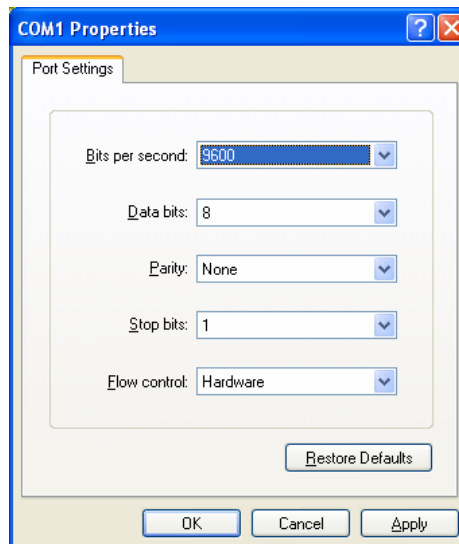 COM1 Properties
Port Settings
Bits per second: 9600
Data bits: 8
Parity: None
Stop bits: 1
Flow control: Hardware
Restore Defaults
OK Cancel Apply